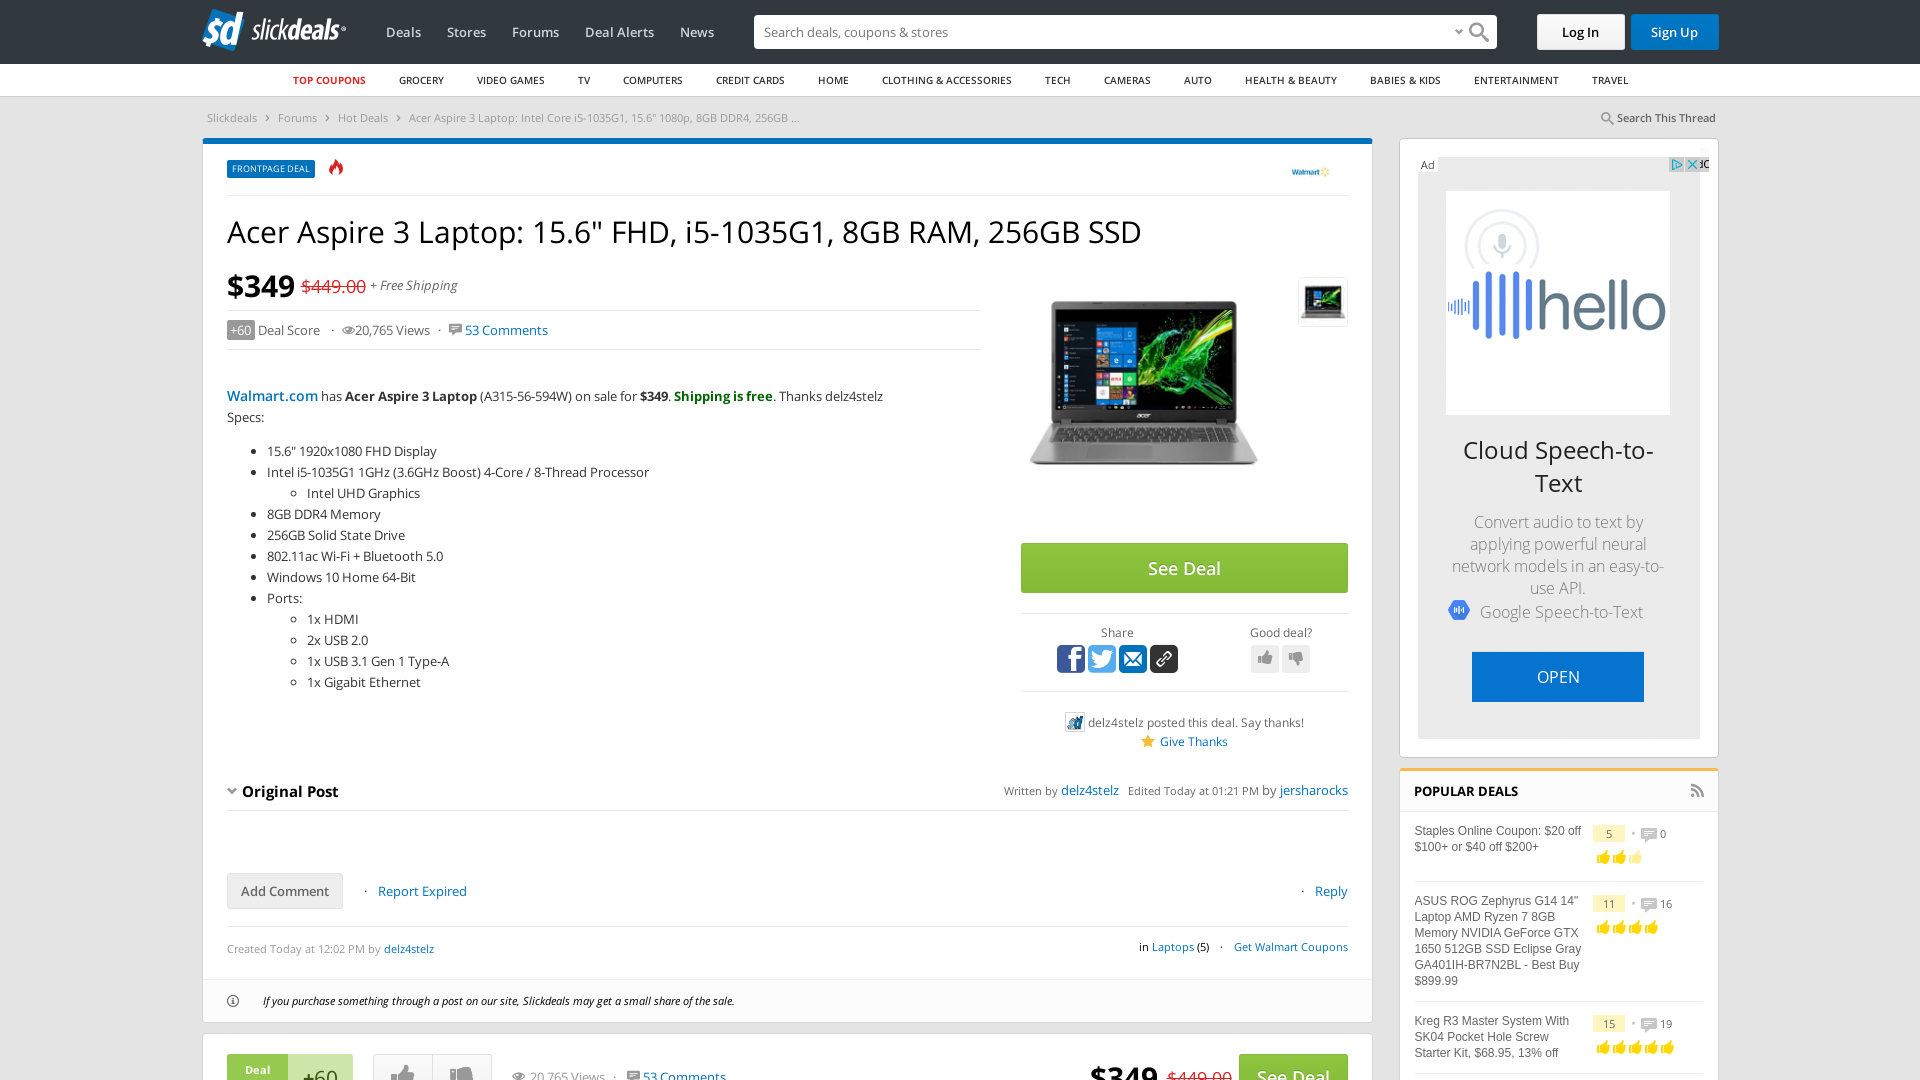 slickdeals
Deals
Stores
Forums
Deal Alerts
News
Search deals, coupons & stores
Log In
Sign Up
TOP COUPONS
GROCERY
VIDEO GAMES
TV
COMPUTERS
CREDIT CARDS
HOME
CLOTHING & ACCESSORIES
TECH
CAMERAS
AUTO
HEALTH & BEAUTY
BABIES & KIDS
ENTERTAINMENT
TRAVEL
Slickdeals › Forums › Hot Deals › Acer Aspire 3 Laptop: Intel Core i5-1035G1, 15.6" 1080p, 8GB DDR4, 256GB ...
Search This Thread
FRONTPAGE DEAL
Walmart
Acer Aspire 3 Laptop: 15.6" FHD, i5-1035G1, 8GB RAM, 256GB SSD
$349 $449.00 + Free Shipping
+60 Deal Score · 20,765 Views · 53 Comments
Walmart.com has Acer Aspire 3 Laptop (A315-56-594W) on sale for $349. Shipping is free. Thanks delz4stelz
Specs:
15.6" 1920x1080 FHD Display
Intel i5-1035G1 1GHz (3.6GHz Boost) 4-Core / 8-Thread Processor
Intel UHD Graphics
8GB DDR4 Memory
256GB Solid State Drive
802.11ac Wi-Fi + Bluetooth 5.0
Windows 10 Home 64-Bit
Ports:
1x HDMI
2x USB 2.0
1x USB 3.1 Gen 1 Type-A
1x Gigabit Ethernet
acer
See Deal
Share
Good deal?
delz4stelz posted this deal. Say thanks!
Give Thanks
Original Post
Written by delz4stelz Edited Today at 01:21 PM by jersharocks
Add Comment
· Report Expired
· Reply
Created Today at 12:02 PM by delz4stelz
in Laptops (5) · Get Walmart Coupons
If you purchase something through a post on our site, Slickdeals may get a small share of the sale.
Deal
+60
20,765 Views · 53 Comments
$349 $449.00
See Deal
Ad
hello
Cloud Speech-to-
Text
Convert audio to text by
applying powerful neural
network models in an easy-to-
use API.
Google Speech-to-Text
OPEN
POPULAR DEALS
Staples Online Coupon: $20 off
$100+ or $40 off $200+
5 • 0
ASUS ROG Zephyrus G14 14"
Laptop AMD Ryzen 7 8GB
Memory NVIDIA GeForce GTX
1650 512GB SSD Eclipse Gray
GA401IH-BR7N2BL - Best Buy
$899.99
11 • 16
Kreg R3 Master System With
SK04 Pocket Hole Screw
Starter Kit, $68.95, 13% off
15 • 19